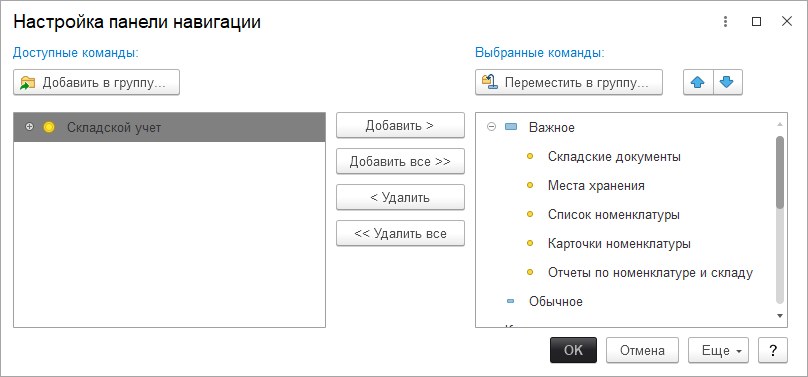 Настройка панели навигации
Доступные команды:
Выбранные команды:
Добавить в группу...
Переместить в группу...
Складской учет
Добавить >
Добавить все >>
< Удалить
<< Удалить все
Важное
Складские документы
Места хранения
Список номенклатуры
Карточки номенклатуры
Отчеты по номенклатуре и складу
Обычное
OK
Отмена
Еще
?